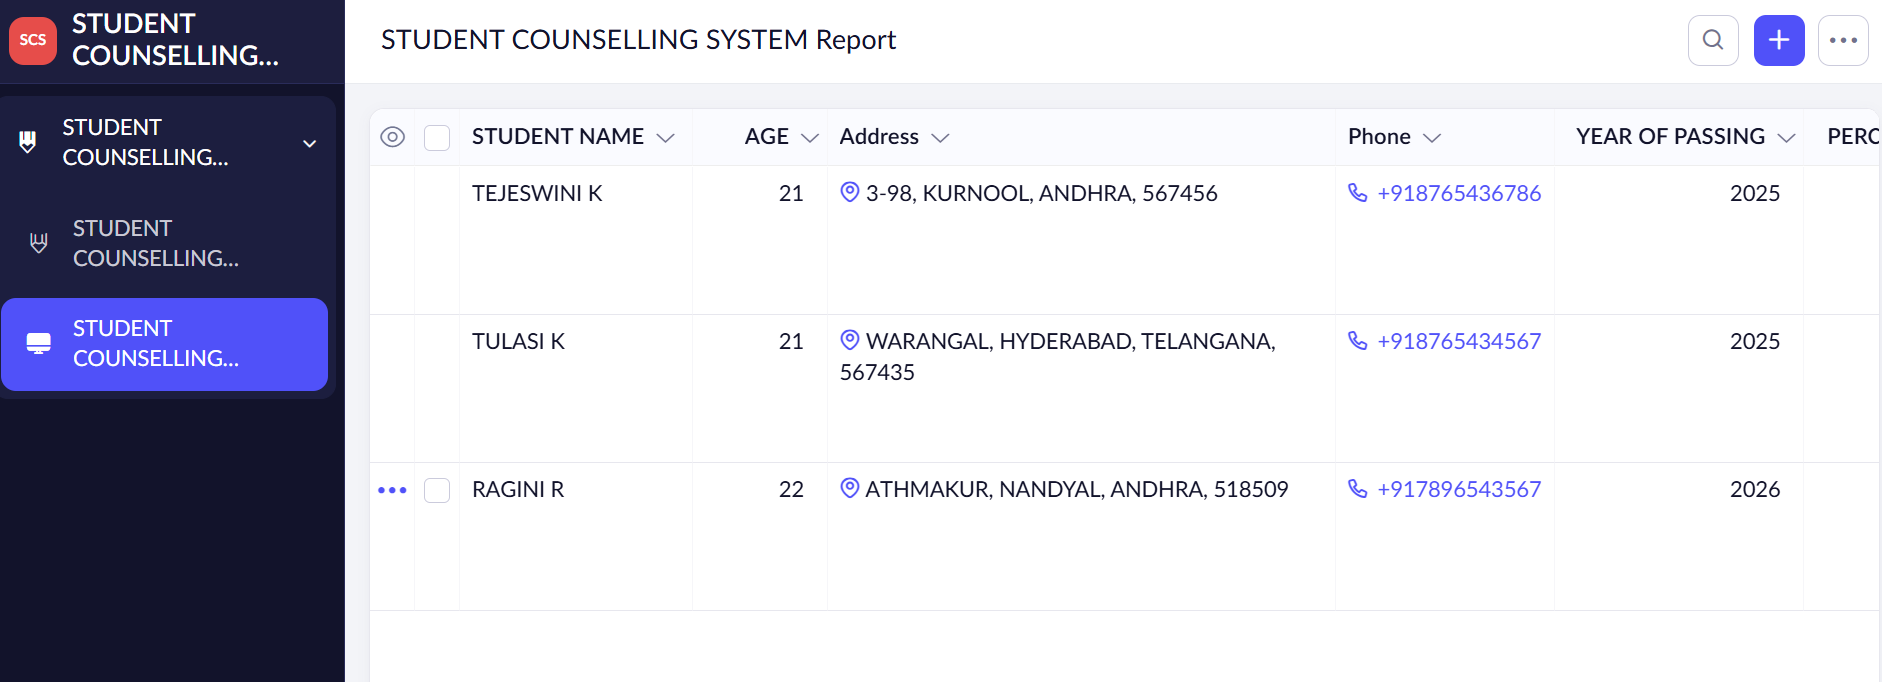 SCS
STUDENT
COUNSELLING...
STUDENT
COUNSELLING...
STUDENT
COUNSELLING...
STUDENT
COUNSELLING...
STUDENT COUNSELLING SYSTEM Report
STUDENT NAME AGE Address Phone YEAR OF PASSING PERC
TEJESWINI K 21 3-98, KURNOOL, ANDHRA, 567456 +918765436786 2025
TULASI K 21 WARANGAL, HYDERABAD, TELANGANA, +918765434567 2025
567435
RAGINI R 22 ATHMAKUR, NANDYAL, ANDHRA, 518509 +917896543567 2026